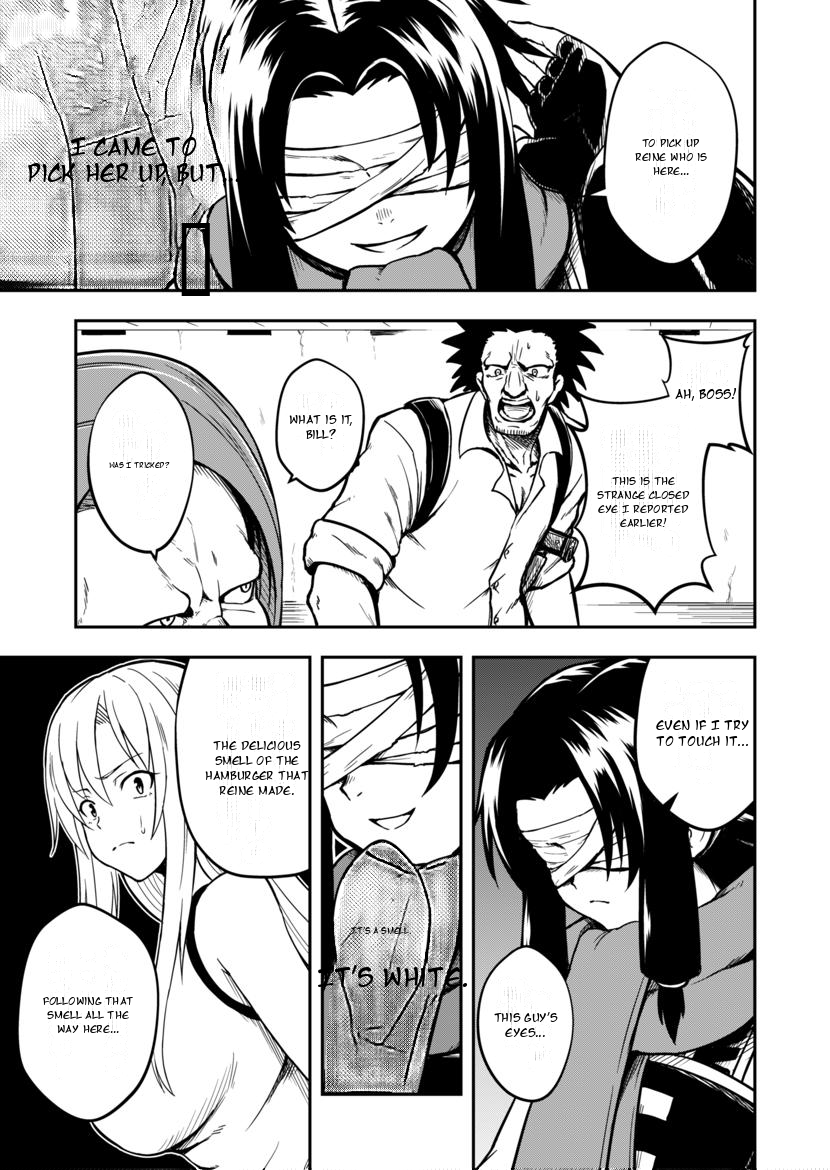 TO PICK UP
REINE WHO IS
HERE...
I CAME TO
PICK HER UP, BUT...
AH, BOSS!
THIS IS THE
STRANGE CLOSED
EYE I REPORTED
EARLIER!
WHAT IS IT,
BILL?
WAS I TRICKED?
EVEN IF I TRY
TO TOUCH IT...
THIS GUY'S
EYES...
IT'S A SMELL
IT'S WHITE.
THE DELICIOUS
SMELL OF THE
HAMBURGER THAT
REINE MADE.
FOLLOWING THAT
SMELL ALL THE
WAY HERE...